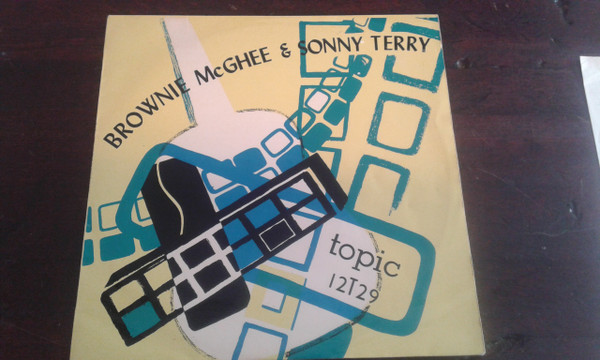 BROWNIE McGHEE & SONNY TERRY
topic
12T29